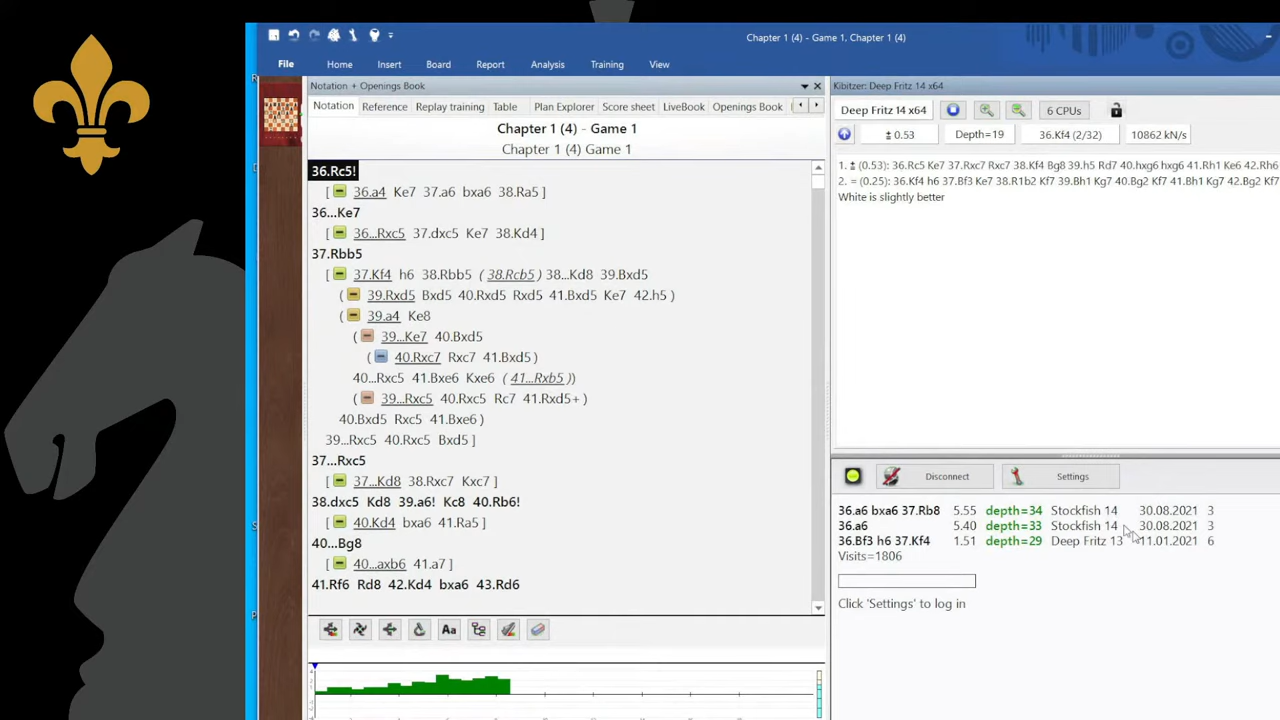 Chapter 1 (4) - Game 1, Chapter 1 (4)
File Home Insert Board Report Analysis Training View
Notation + Openings Book
Notation Reference Replay training Table Plan Explorer Score sheet LiveBook Openings Book
Chapter 1 (4) - Game 1
Chapter 1 (4) Game 1
36.Rc5!
[ 36.a4 Ke7 37.a6 bxa6 38.Ra5 ]
36...Ke7
[ 36...Rxc5 37.dxc5 Ke7 38.Kd4 ]
37.Rbb5
[ 37.Kf4 h6 38.Rbb5 ( 38.Rcb5 ) 38...Kd8 39.Bxd5
( 39.Rxd5 Bxd5 40.Rxd5 Rxd5 41.Bxd5 Ke7 42.h5 )
( 39.a4 Ke8
( 39...Ke7 40.Bxd5
( 40.Rxc7 Rxc7 41.Bxd5 )
40...Rxc5 41.Bxe6 Kxe6 ( 41...Rxb5 ))
( 39...Rxc5 40.Rxc5 Rc7 41.Rxd5+ )
40.Bxd5 Rxc5 41.Bxe6 )
39...Rxc5 40.Rxc5 Bxd5 ]
37...Rxc5
[ 37...Kd8 38.Rxc7 Kxc7 ]
38.dxc5 Kd8 39.a6! Kc8 40.Rb6!
[ 40.Kd4 bxa6 41.Ra5 ]
40...Bg8
[ 40...axb6 41.a7 ]
41.Rf6 Rd8 42.Kd4 bxa6 43.Rd6
Aa
Kibitzer: Deep Fritz 14 x64
Deep Fritz 14 x64 6 CPUs
± 0.53 Depth=19 36.Kf4 (2/32) 10862 kN/s
1. ± (0.53): 36.Rc5 Ke7 37.Rxc7 Rxc7 38.Kf4 Bg8 39.h5 Rd7 40.hxg6 hxg6 41.Rh1 Ke6 42.Rh6
2. = (0.25): 36.Kf4 h6 37.Bf3 Ke7 38.R1b2 Kf7 39.Bh1 Kg7 40.Bg2 Kf7 41.Bh1 Kg7 42.Bg2 Kf7
White is slightly better
Disconnect Settings
36.a6 bxa6 37.Rb8 5.55 depth=34 Stockfish 14 30.08.2021 3
36.a6 5.40 depth=33 Stockfish 14 30.08.2021 3
36.Bf3 h6 37.Kf4 1.51 depth=29 Deep Fritz 13 11.01.2021 6
Visits=1806
Click 'Settings' to log in